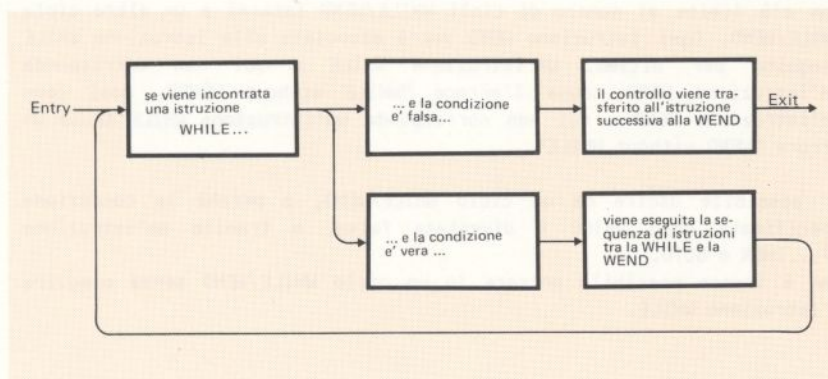 Entry
se viene incontrata
una istruzione
WHILE...
... e la condizione
e' falsa...
il controllo viene tra-
sferito all'istruzione
successiva alla WEND
Exit
... e la condizione
e' vera ...
viene eseguita la se-
quenza di istruzioni
tra la WHILE e la
WEND